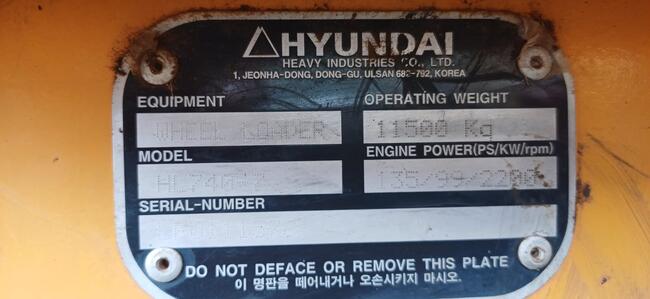 HYUNDAI
HEAVY INDUSTRIES CO., LTD.
1, JEONHA-DONG, DONG-GU, ULSAN 682-792, KOREA
EQUIPMENT
OPERATING WEIGHT
WHEEL LOADER
11500 Kg
MODEL
ENGINE POWER(PS/KW/rpm)
HL740-
135/99/2200
SERIAL-NUMBER
DO NOT DEFACE OR REMOVE THIS PLATE
이 명판을 떼어내거나 오손시키지 마시오.